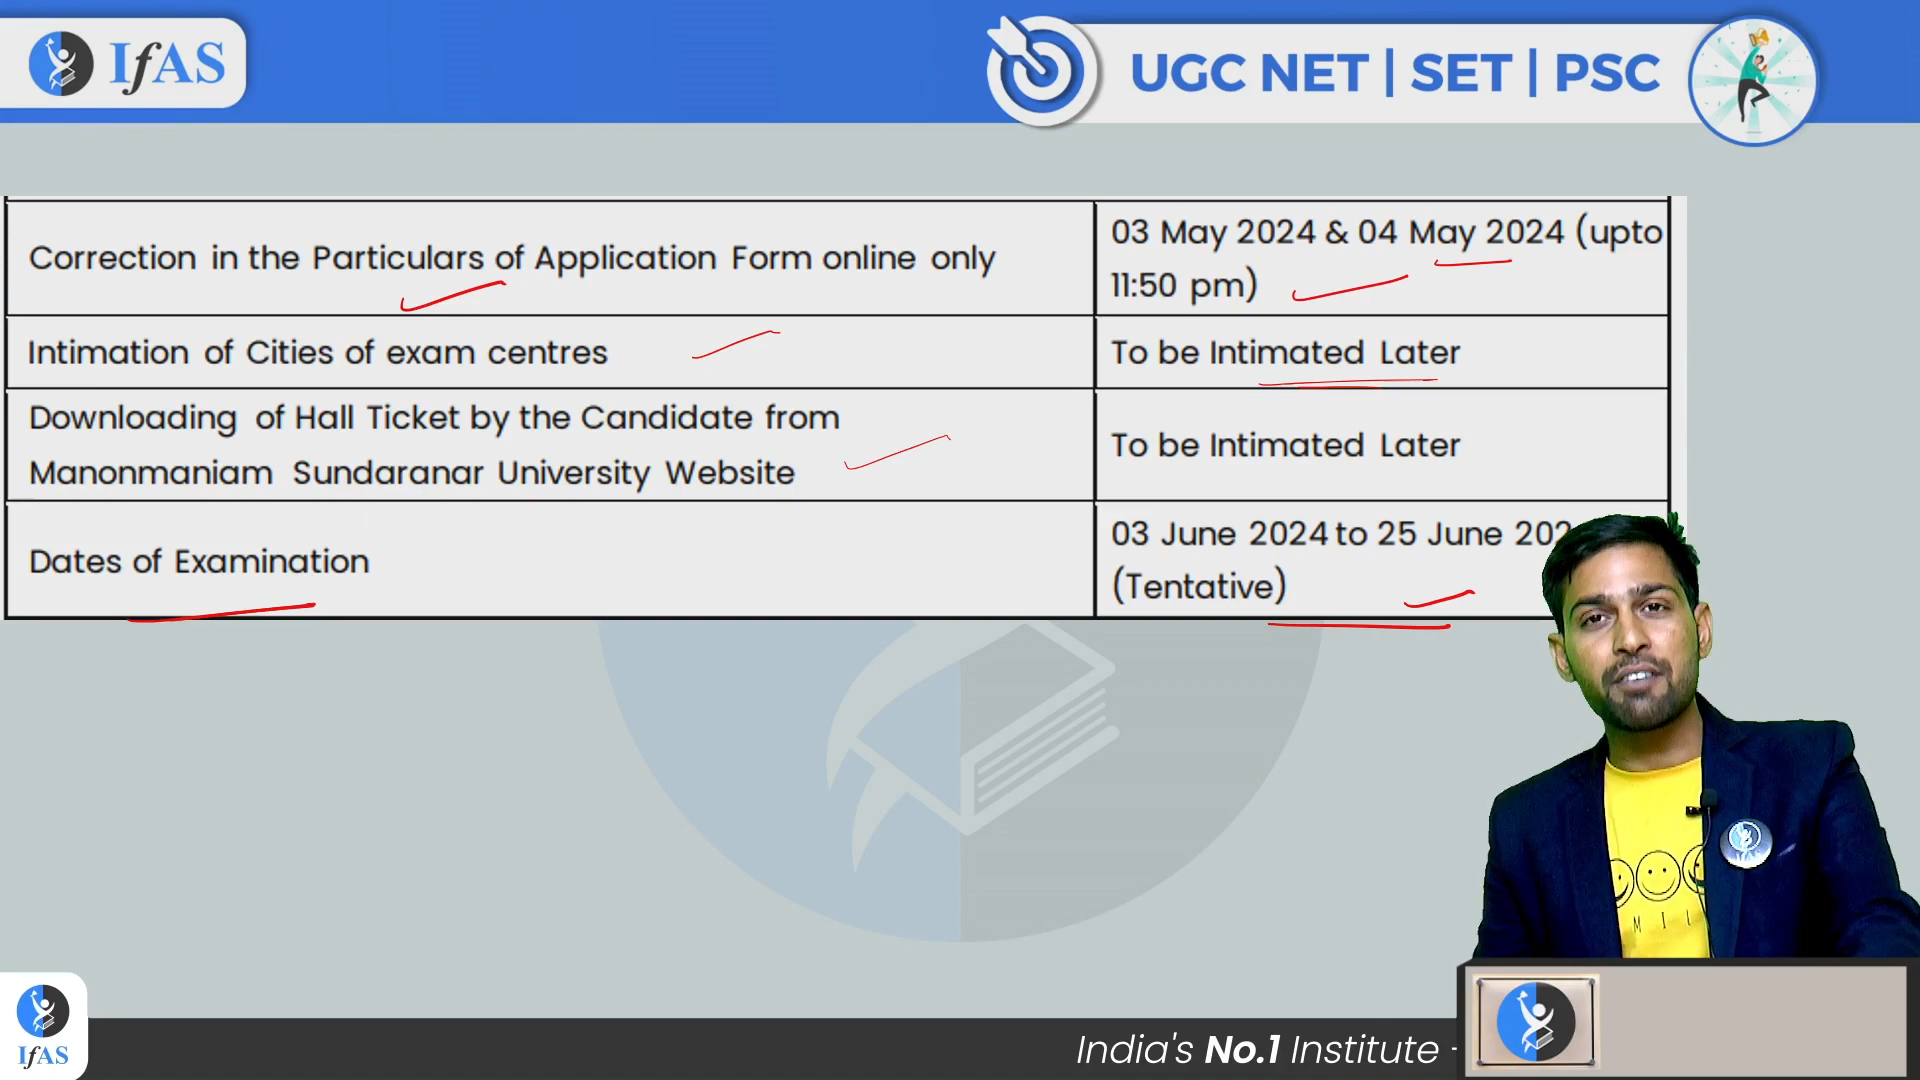 IfAS
UGC NET | SET | PSC
Correction in the Particulars of Application Form online only
03 May 2024 & 04 May 2024 (upto
11:50 pm)
Intimation of Cities of exam centres
To be Intimated Later
Downloading of Hall Ticket by the Candidate from
Manonmaniam Sundaranar University Website
To be Intimated Later
Dates of Examination
03 June 2024 to 25 June 202
(Tentative)
MIL
IfAS
India's No.1 Institute -